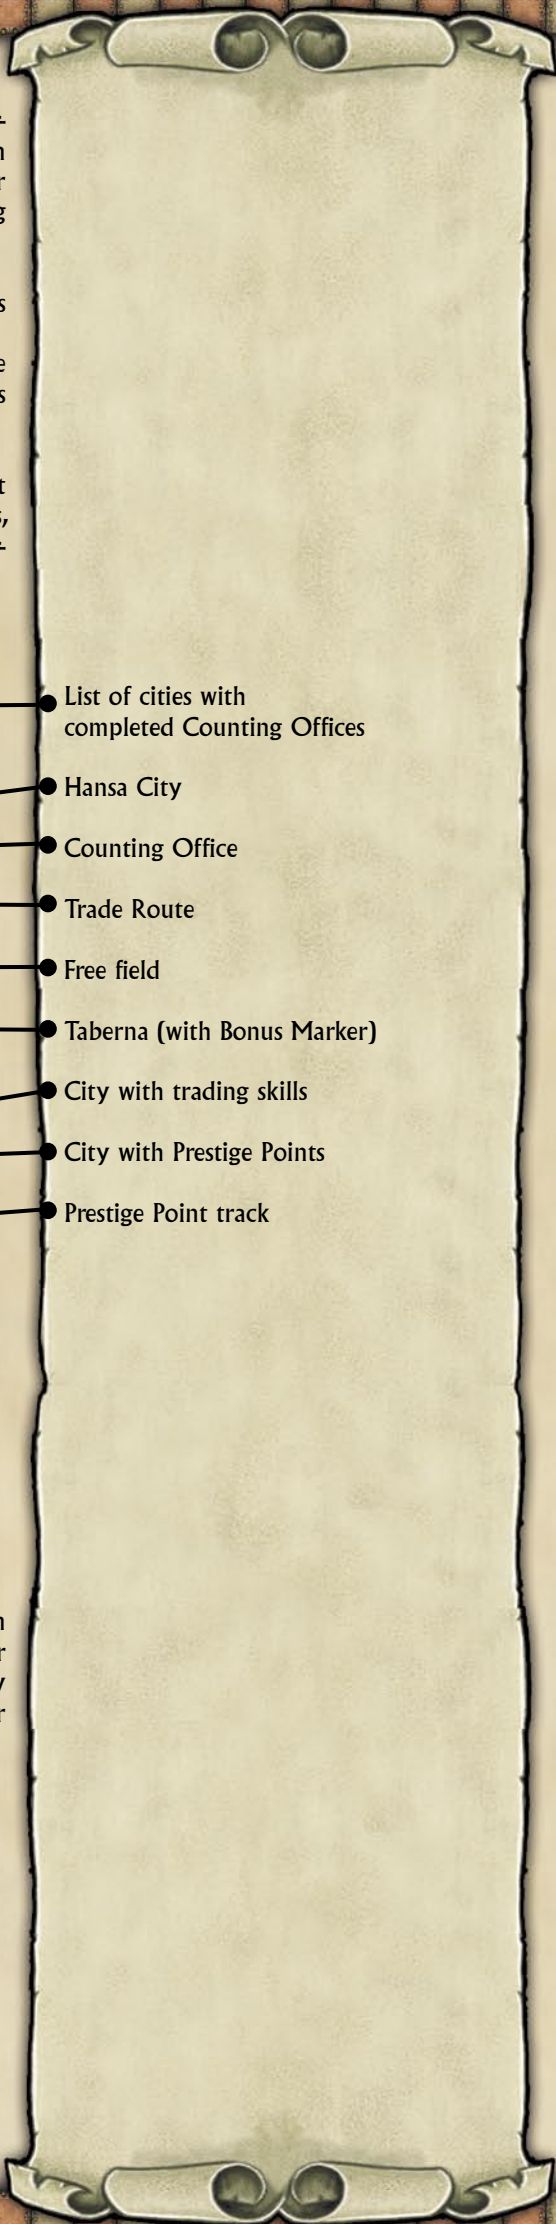 List of cities with
completed Counting Offices
Hansa City
Counting Office
Trade Route
Free field
Taberna (with Bonus Marker)
City with trading skills
City with Prestige Points
Prestige Point track